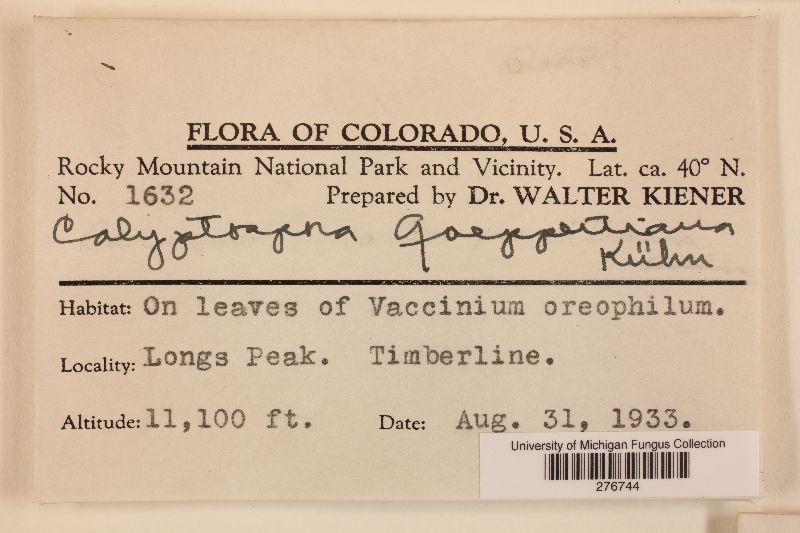 FLORA OF COLORADO, U. S. A.
Rocky Mountain National Park and Vicinity. Lat. ca. 40° N.
No. 1632 Prepared by Dr. WALTER KIENER
Calyptospora Goeppertiana
Kühn
Habitat: On leaves of Vaccinium oreophilum.
Locality: Longs Peak. Timberline.
Altitude: 11,100 ft. Date: Aug. 31, 1933.
University of Michigan Fungus Collection
276744